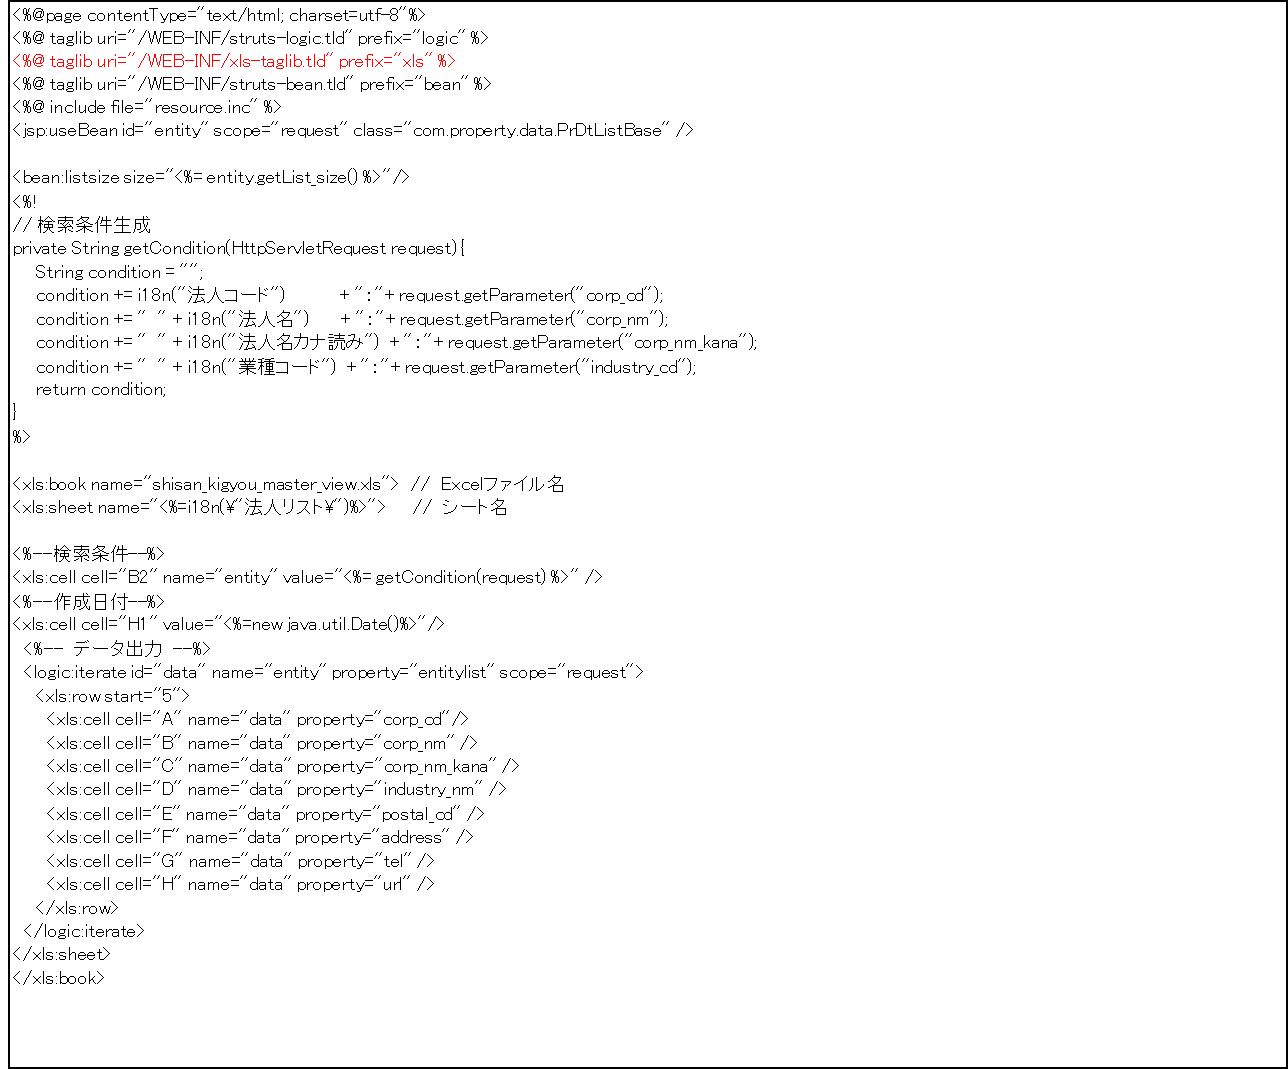 <%@page contentType="text/html; charset=utf-8"%>
<%@ taglib uri="/WEB-INF/struts-logic.tld" prefix="logic" %>
<%@ taglib uri="/WEB-INF/xls-taglib.tld" prefix="xls" %>
<%@ taglib uri="/WEB-INF/struts-bean.tld" prefix="bean" %>
<%@ include file="resource.inc" %>
<jsp:useBean id="entity" scope="request" class="com.property.data.PrDtListBase" />
<bean:listsize size="<%= entity.getList_size() %>"/>
<%!
// 検索条件生成
private String getCondition(HttpServletRequest request){
String condition = "";
condition += i18n("法人コード") + ":"+ request.getParameter("corp_cd");
condition += " " + i18n("法人名") + ":"+ request.getParameter("corp_nm");
condition += " " + i18n("法人名カナ読み") + ":"+ request.getParameter("corp_nm_kana");
condition += " " + i18n("業種コード") + ":"+ request.getParameter("industry_cd");
return condition;
}
%>
<xls:book name="shisan_kigyou_master_view.xls"> // Excelファイル名
<xls:sheet name="<%=i18n(¥"法人リスト¥")%>"> // シート名
<%--検索条件--%>
<xls:cell cell="B2" name="entity" value="<%= getCondition(request) %>" />
<%--作成日付--%>
<xls:cell cell="H1" value="<%=new java.util.Date()%>"/>
<%-- データ出力 --%>
<logic:iterate id="data" name="entity" property="entitylist" scope="request">
<xls:row start="5">
<xls:cell cell="A" name="data" property="corp_cd"/>
<xls:cell cell="B" name="data" property="corp_nm" />
<xls:cell cell="C" name="data" property="corp_nm_kana" />
<xls:cell cell="D" name="data" property="industry_nm" />
<xls:cell cell="E" name="data" property="postal_cd" />
<xls:cell cell="F" name="data" property="address" />
<xls:cell cell="G" name="data" property="tel" />
<xls:cell cell="H" name="data" property="url" />
</xls:row>
</logic:iterate>
</xls:sheet>
</xls:book>